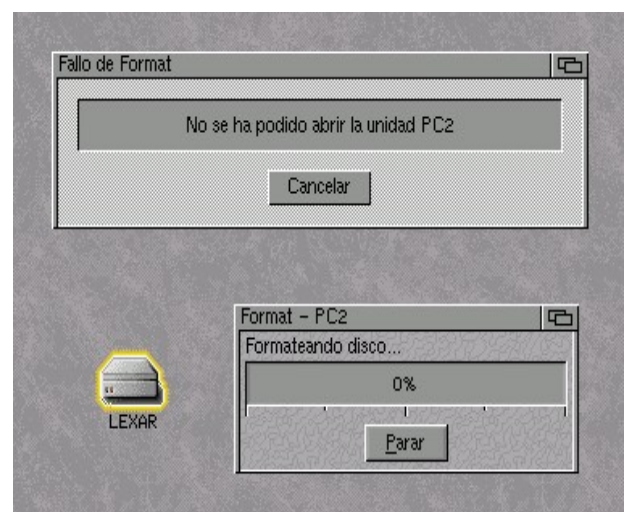 Fallo de Format
No se ha podido abrir la unidad PC2
Cancelar
Format - PC2
Formateando disco...
0%
LEXAR
Parar